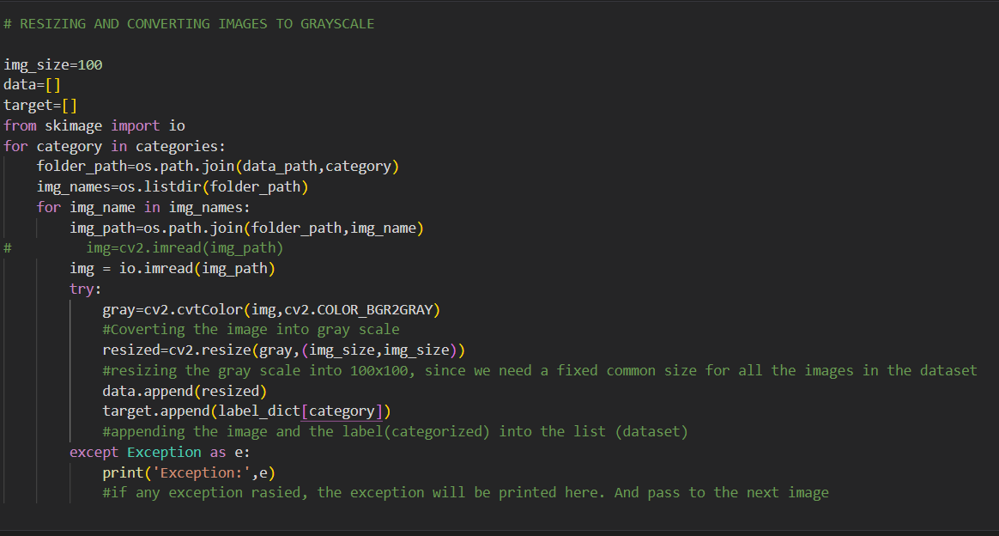 # RESIZING AND CONVERTING IMAGES TO GRAYSCALE

img_size=100
data=[]
target=[]
from skimage import io
for category in categories:
    folder_path=os.path.join(data_path,category)
    img_names=os.listdir(folder_path)
    for img_name in img_names:
        img_path=os.path.join(folder_path,img_name)
#         img=cv2.imread(img_path)
        img = io.imread(img_path)
        try:
            gray=cv2.cvtColor(img,cv2.COLOR_BGR2GRAY)
            #Coverting the image into gray scale
            resized=cv2.resize(gray,(img_size,img_size))
            #resizing the gray scale into 100x100, since we need a fixed common size for all the images in the dataset
            data.append(resized)
            target.append(label_dict[category])
            #appending the image and the label(categorized) into the list (dataset)
        except Exception as e:
            print('Exception:',e)
            #if any exception rasied, the exception will be printed here. And pass to the next image